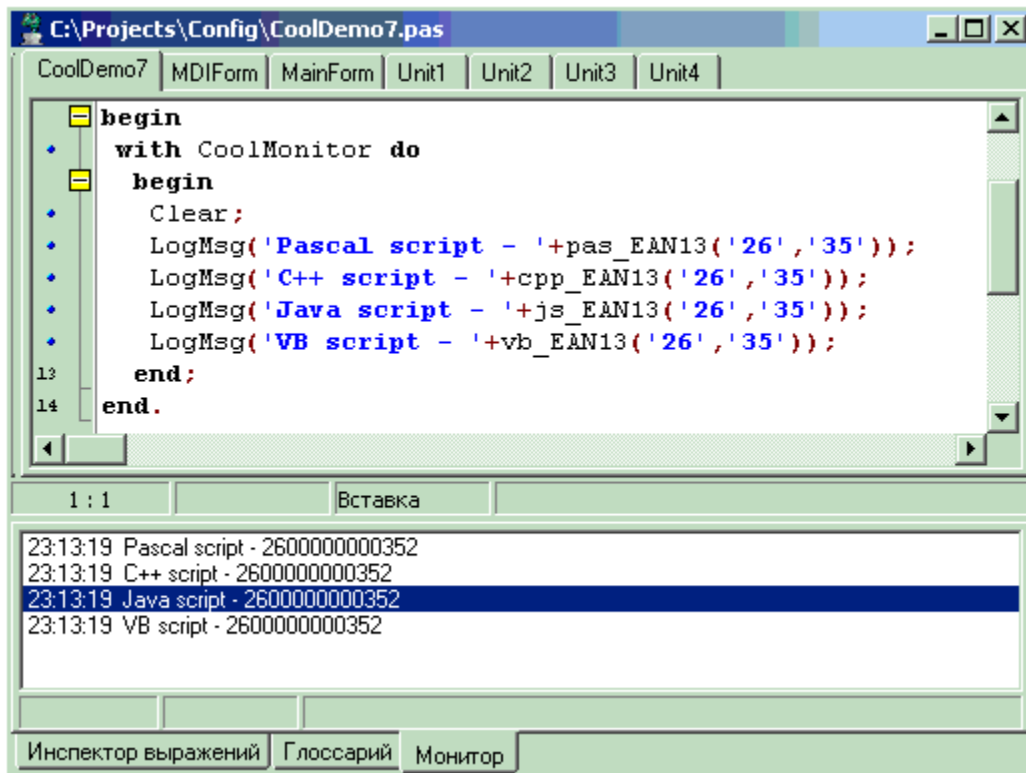 C:\Projects\Config\CoolDemo7.pas
CoolDemo7 MDIForm MainForm Unit1 Unit2 Unit3 Unit4
begin
with CoolMonitor do
begin
Clear;
LogMsg('Pascal script - '+pas_EAN13('26','35'));
LogMsg('C++ script - '+cpp_EAN13('26','35'));
LogMsg('Java script - '+js_EAN13('26','35'));
LogMsg('VB script - '+vb_EAN13('26','35'));
13 end;
14 end.
1 : 1 Вставка
23:13:19 Pascal script - 2600000000352
23:13:19 C++ script - 2600000000352
23:13:19 Java script - 2600000000352
23:13:19 VB script - 2600000000352
Инспектор выражений Глоссарий Монитор